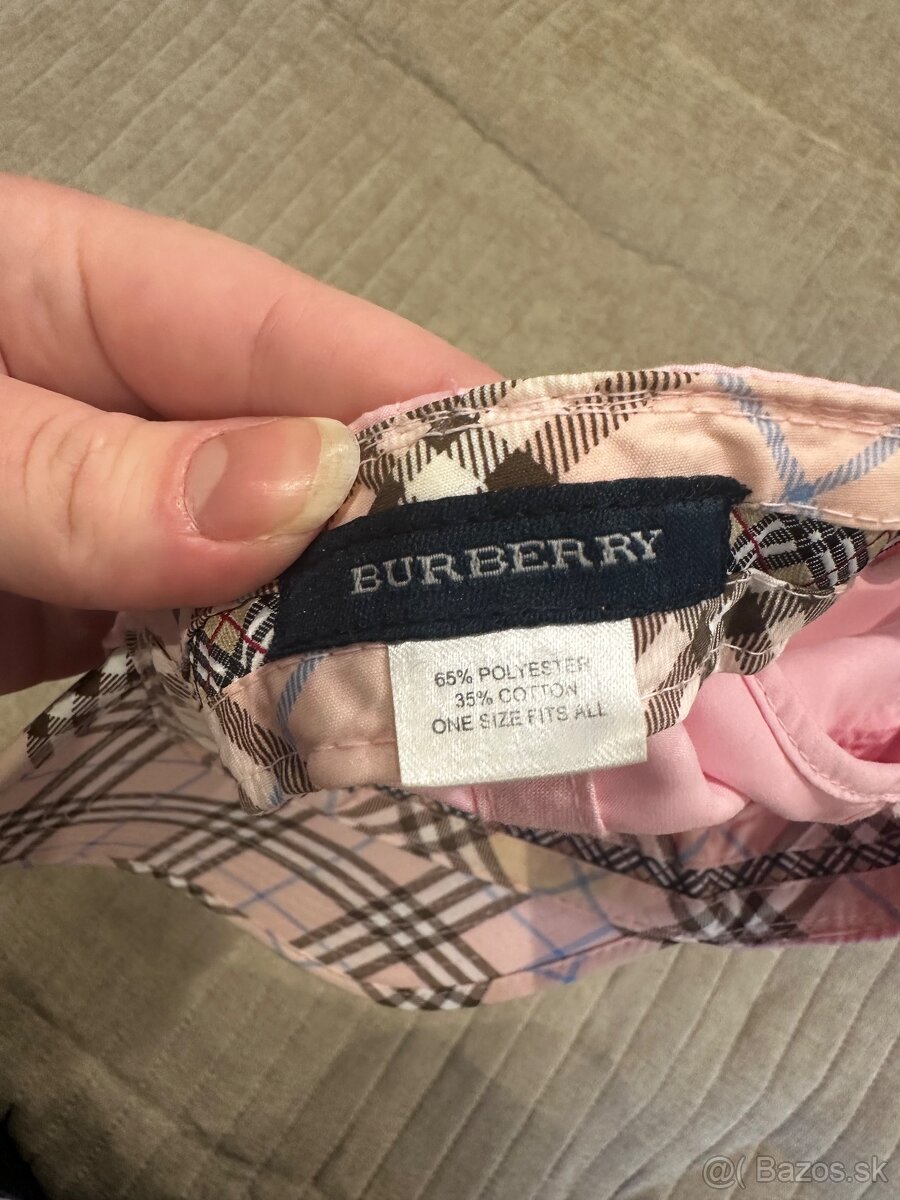 BURBERRY
65% POLYESTER
35% COTTON
ONE SIZE FITS ALL
@( Bazos.sk